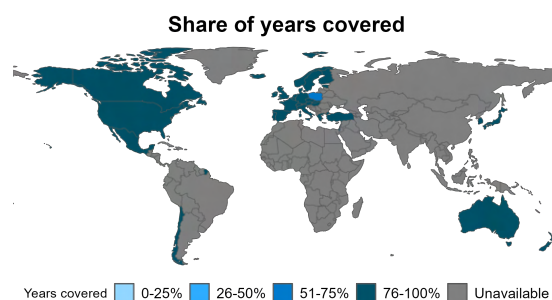 Share of years covered
Years covered 0-25% 26-50% 51-75% 76-100% Unavailable